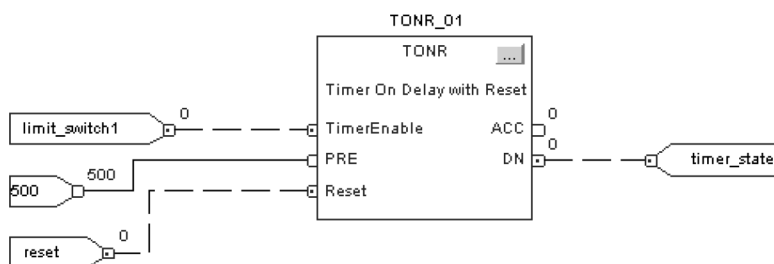 TONR_01
TONR
...
Timer On Delay with Reset
0
0
limit_switch1
TimerEnable
ACC
0
500
500
PRE
DN
timer_state
Reset
0
reset